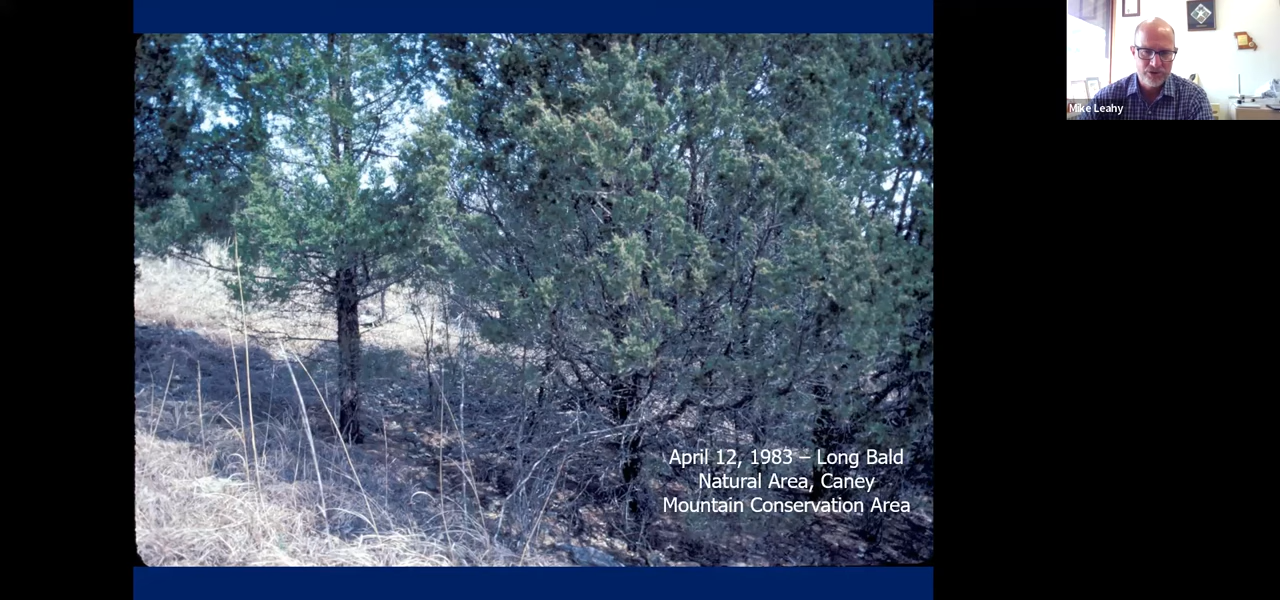 Mike Leahy
April 12, 1983 – Long Bald
Natural Area, Caney
Mountain Conservation Area